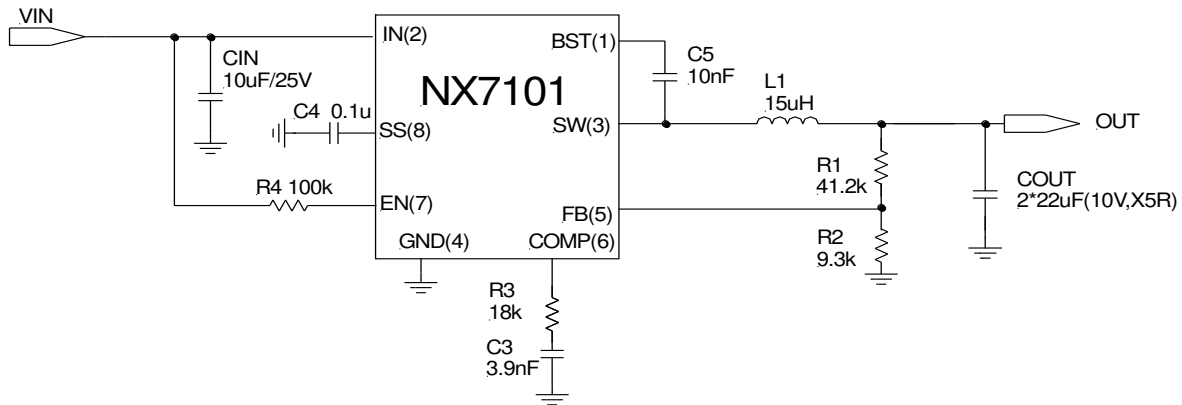 VIN
IN(2)
BST(1)
CIN
10uF/25V
C5
10nF
NX7101
L1
15uH
C4 0.1u
SS(8)
SW(3)
OUT
R1
41.2k
COUT
2*22uF(10V,X5R)
R4 100k
EN(7)
FB(5)
GND(4)
COMP(6)
R2
9.3k
R3
18k
C3
3.9nF